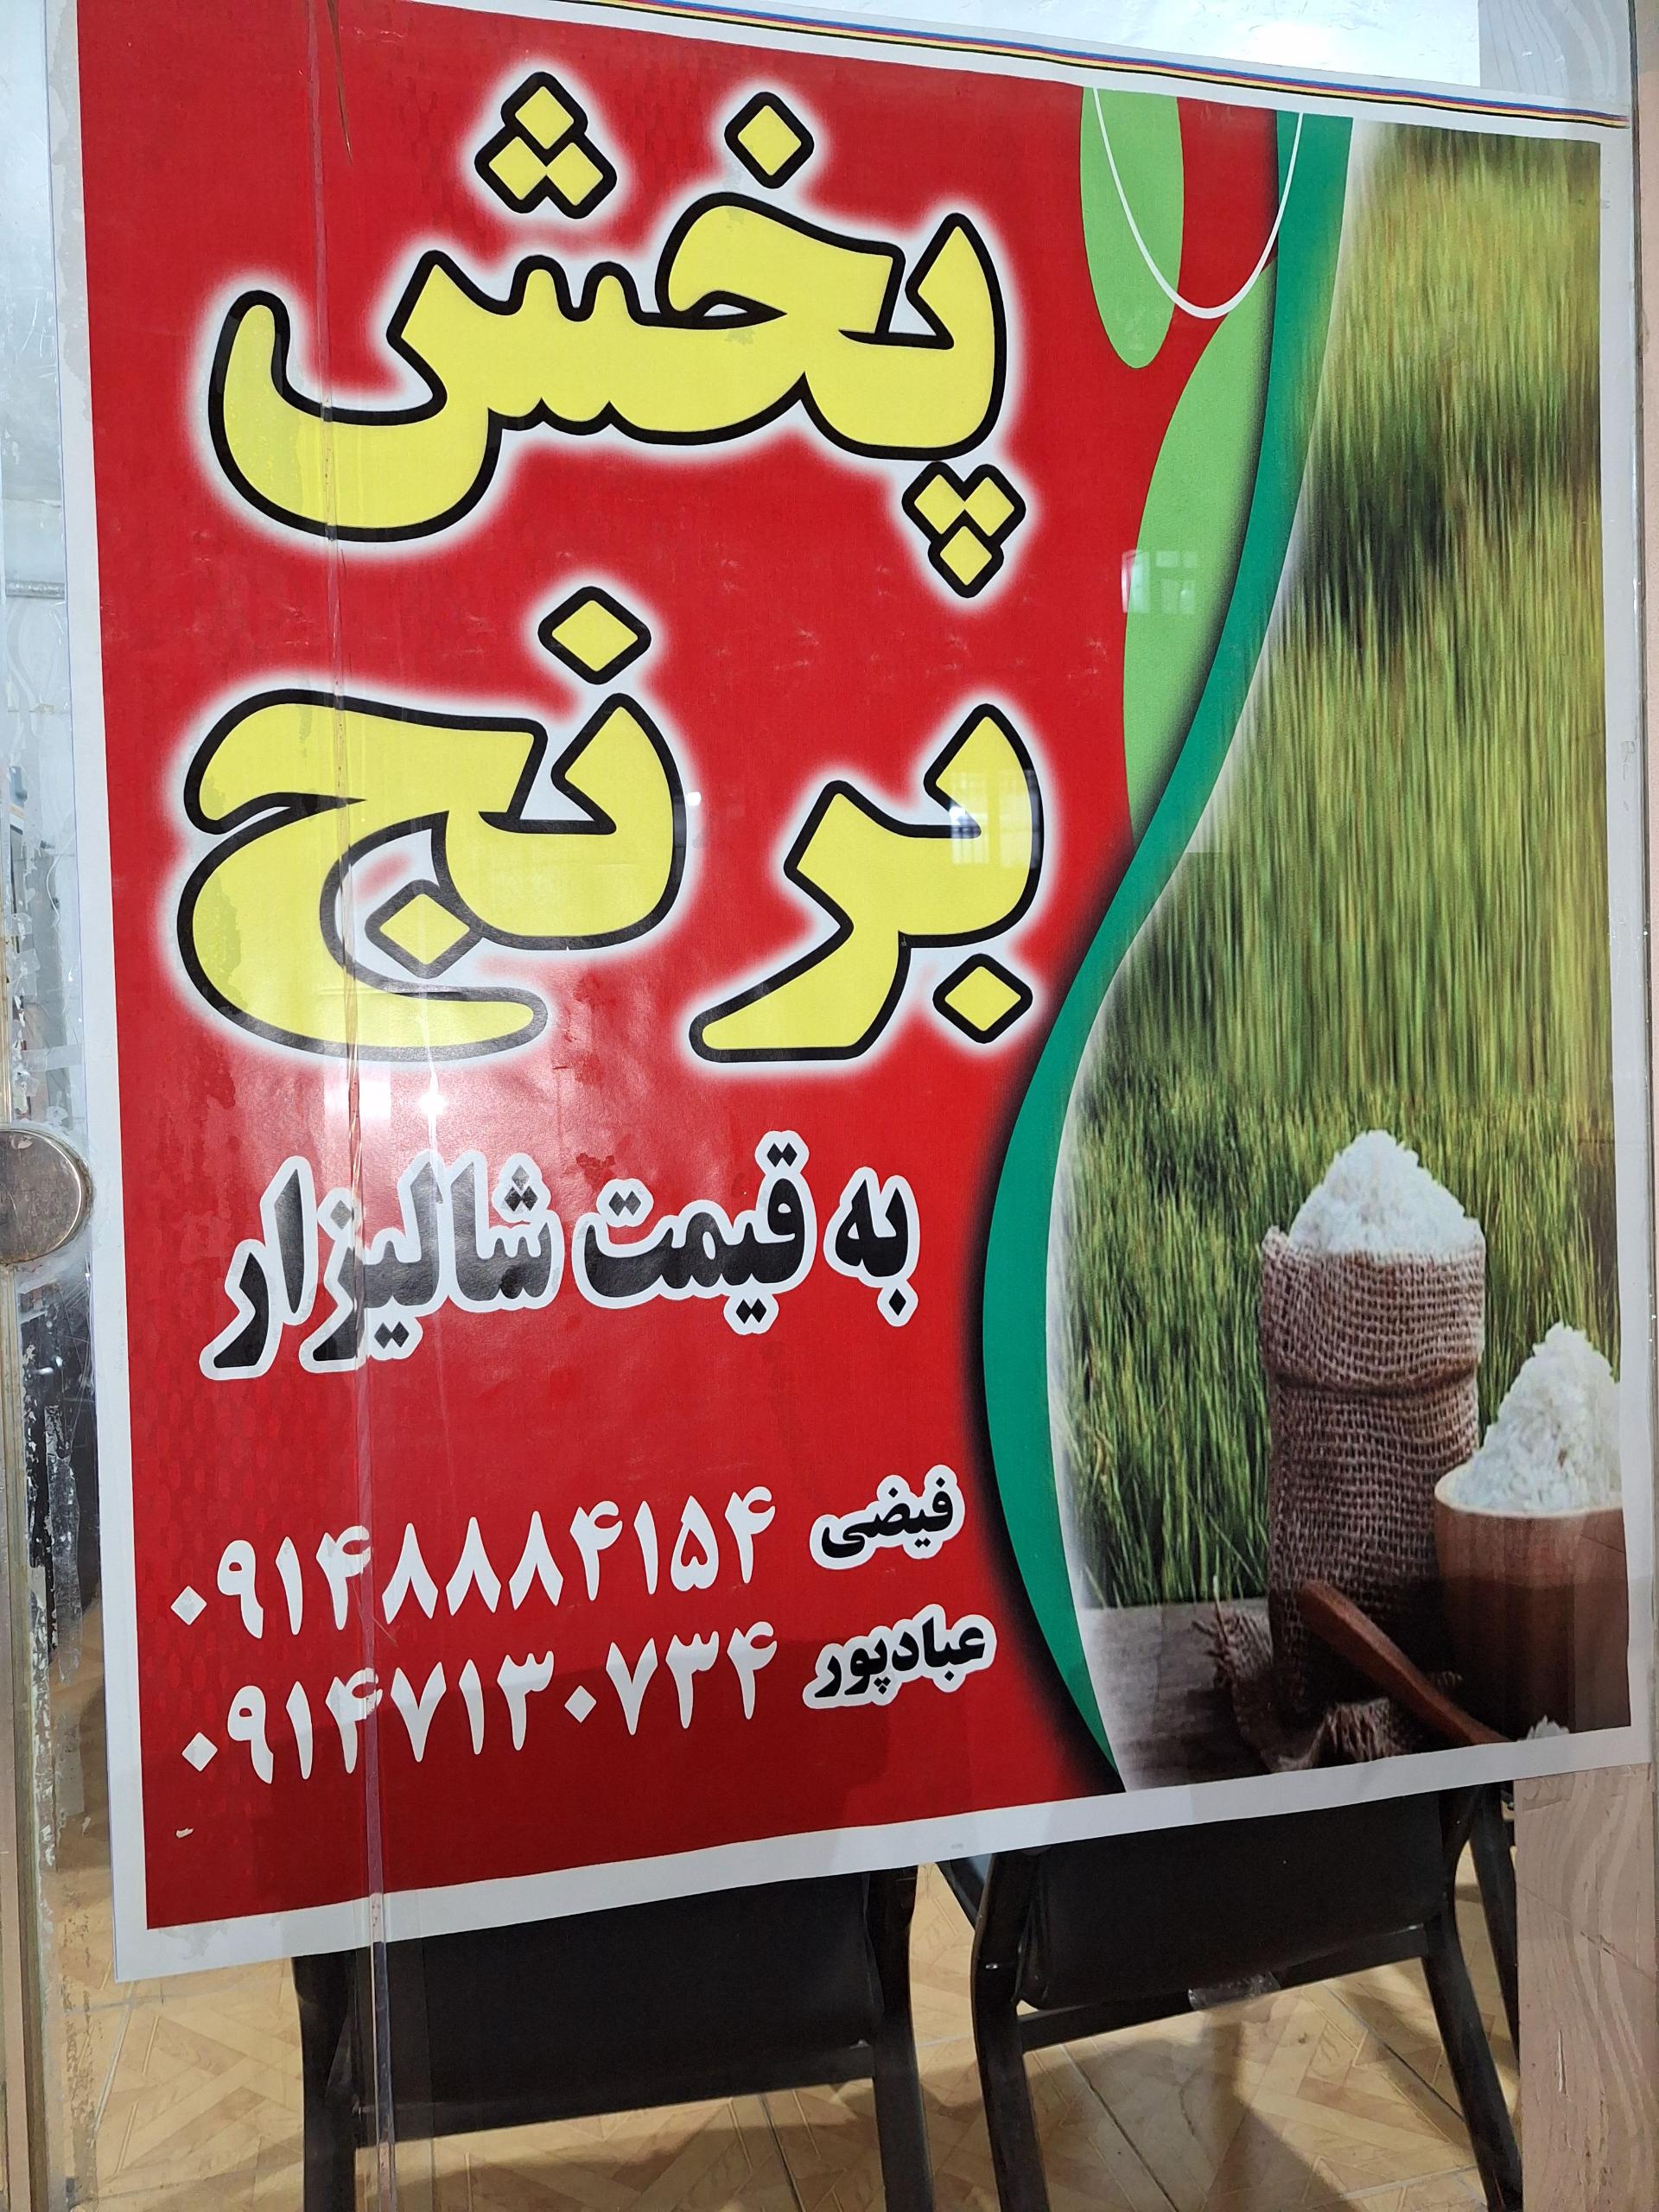 پخش
برنج
به قیمت شالیزار
فیضی ۰۹۱۴۸۸۸۴۱۵۴
عبادپور ۰۹۱۴۷۱۳۰۷۳۴